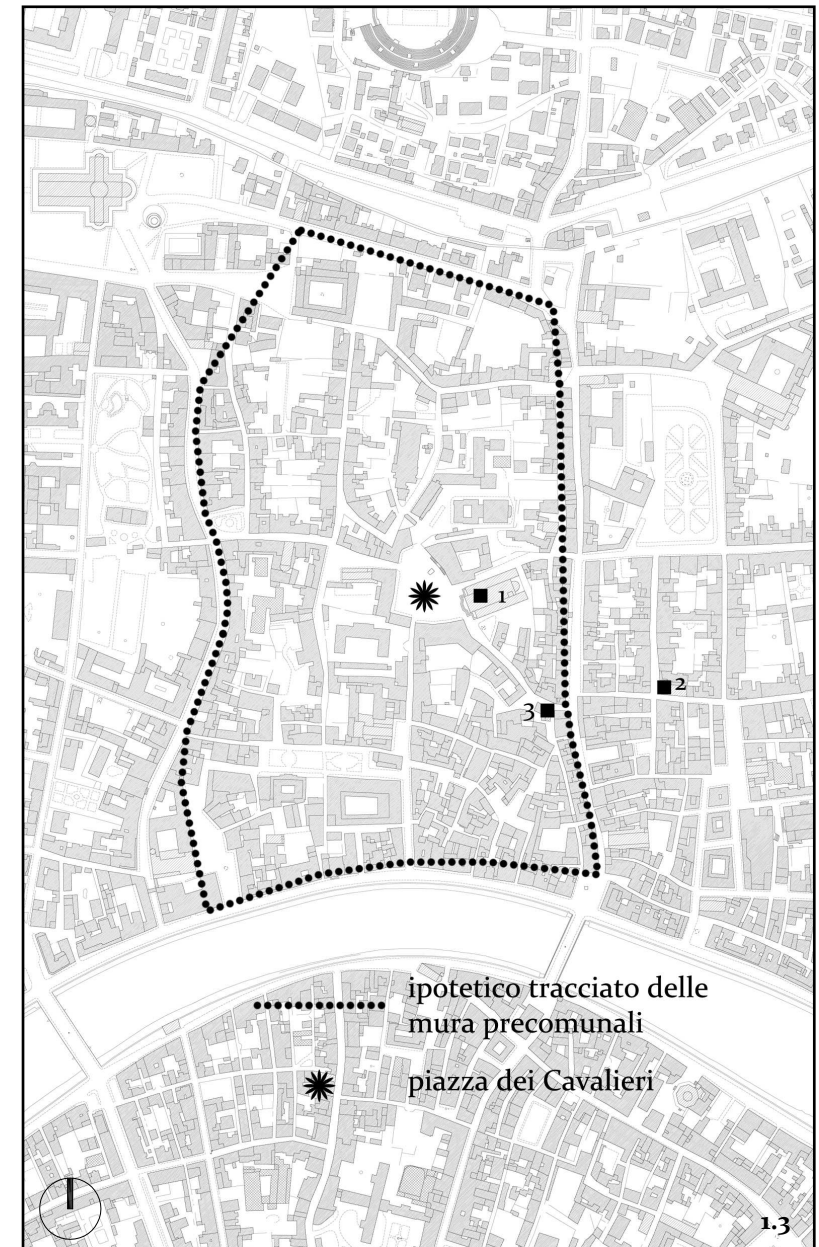 1
2
3
ipotetico tracciato delle
mura precomunali
piazza dei Cavalieri
1.3